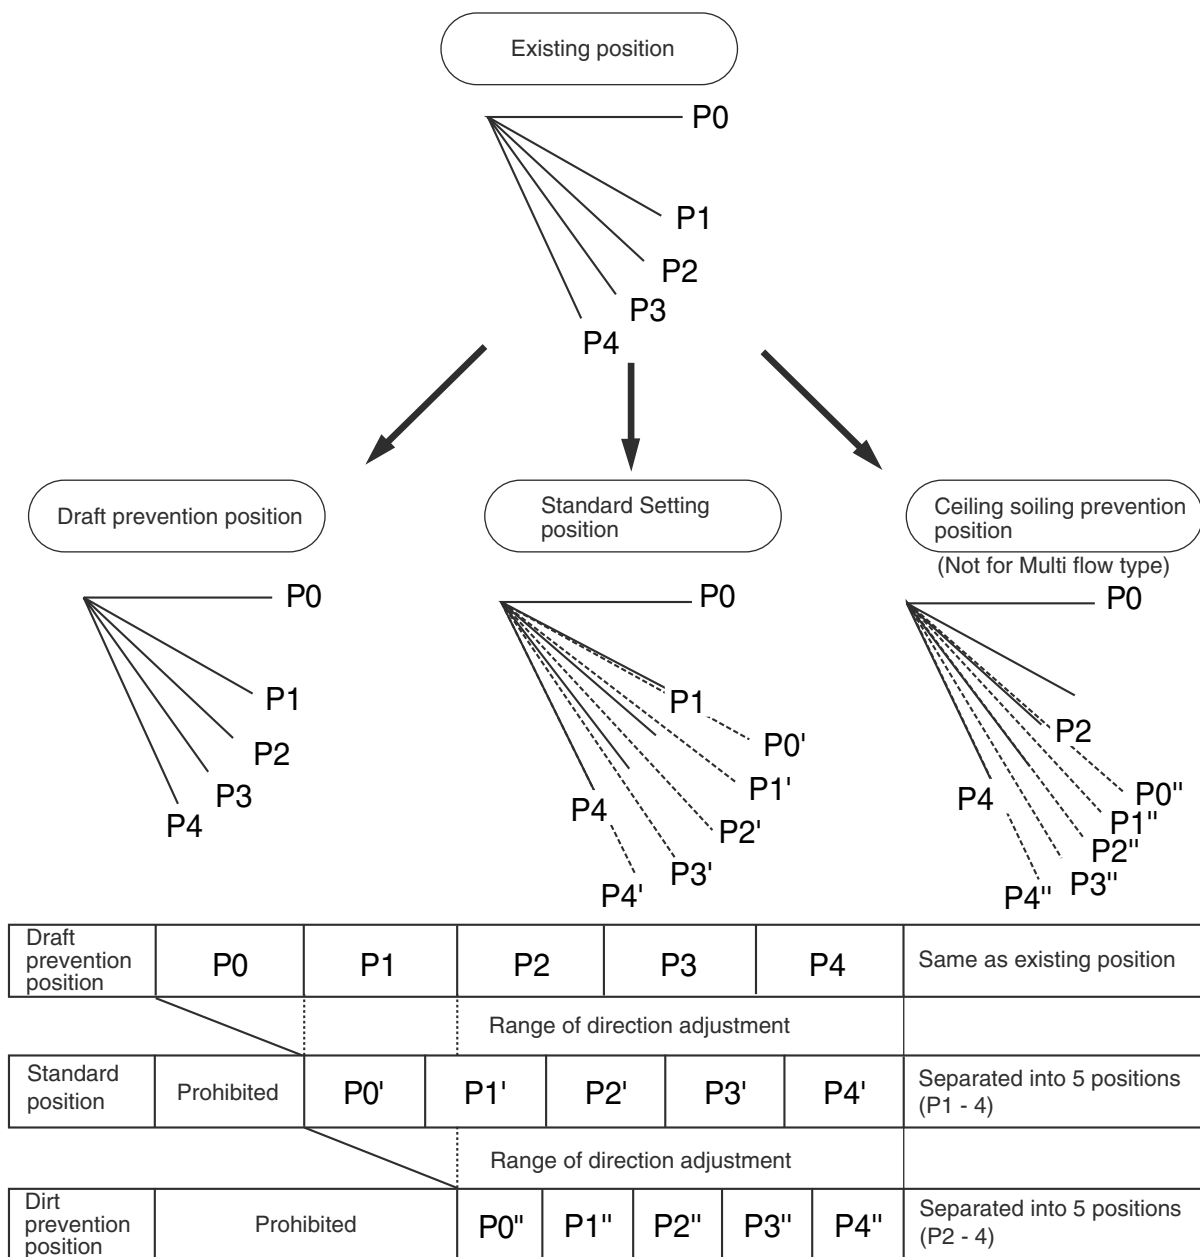 Existing position
P0
P1
P2
P3
P4
Draft prevention position
P0
P1
P2
P3
P4
Standard Setting
position
P0
P1
P0'
P1'
P4
P2'
P3'
P4'
Ceiling soiling prevention
position
(Not for Multi flow type)
P0
P2
P4
P0"
P1"
P2"
P3"
P4"
Draft
prevention
position
P0 P1 P2 P3 P4
Same as existing position
Range of direction adjustment
Standard
position
Prohibited P0' P1' P2' P3' P4'
Separated into 5 positions
(P1 - 4)
Range of direction adjustment
Dirt
prevention
position
Prohibited P0" P1" P2" P3" P4"
Separated into 5 positions
(P2 - 4)